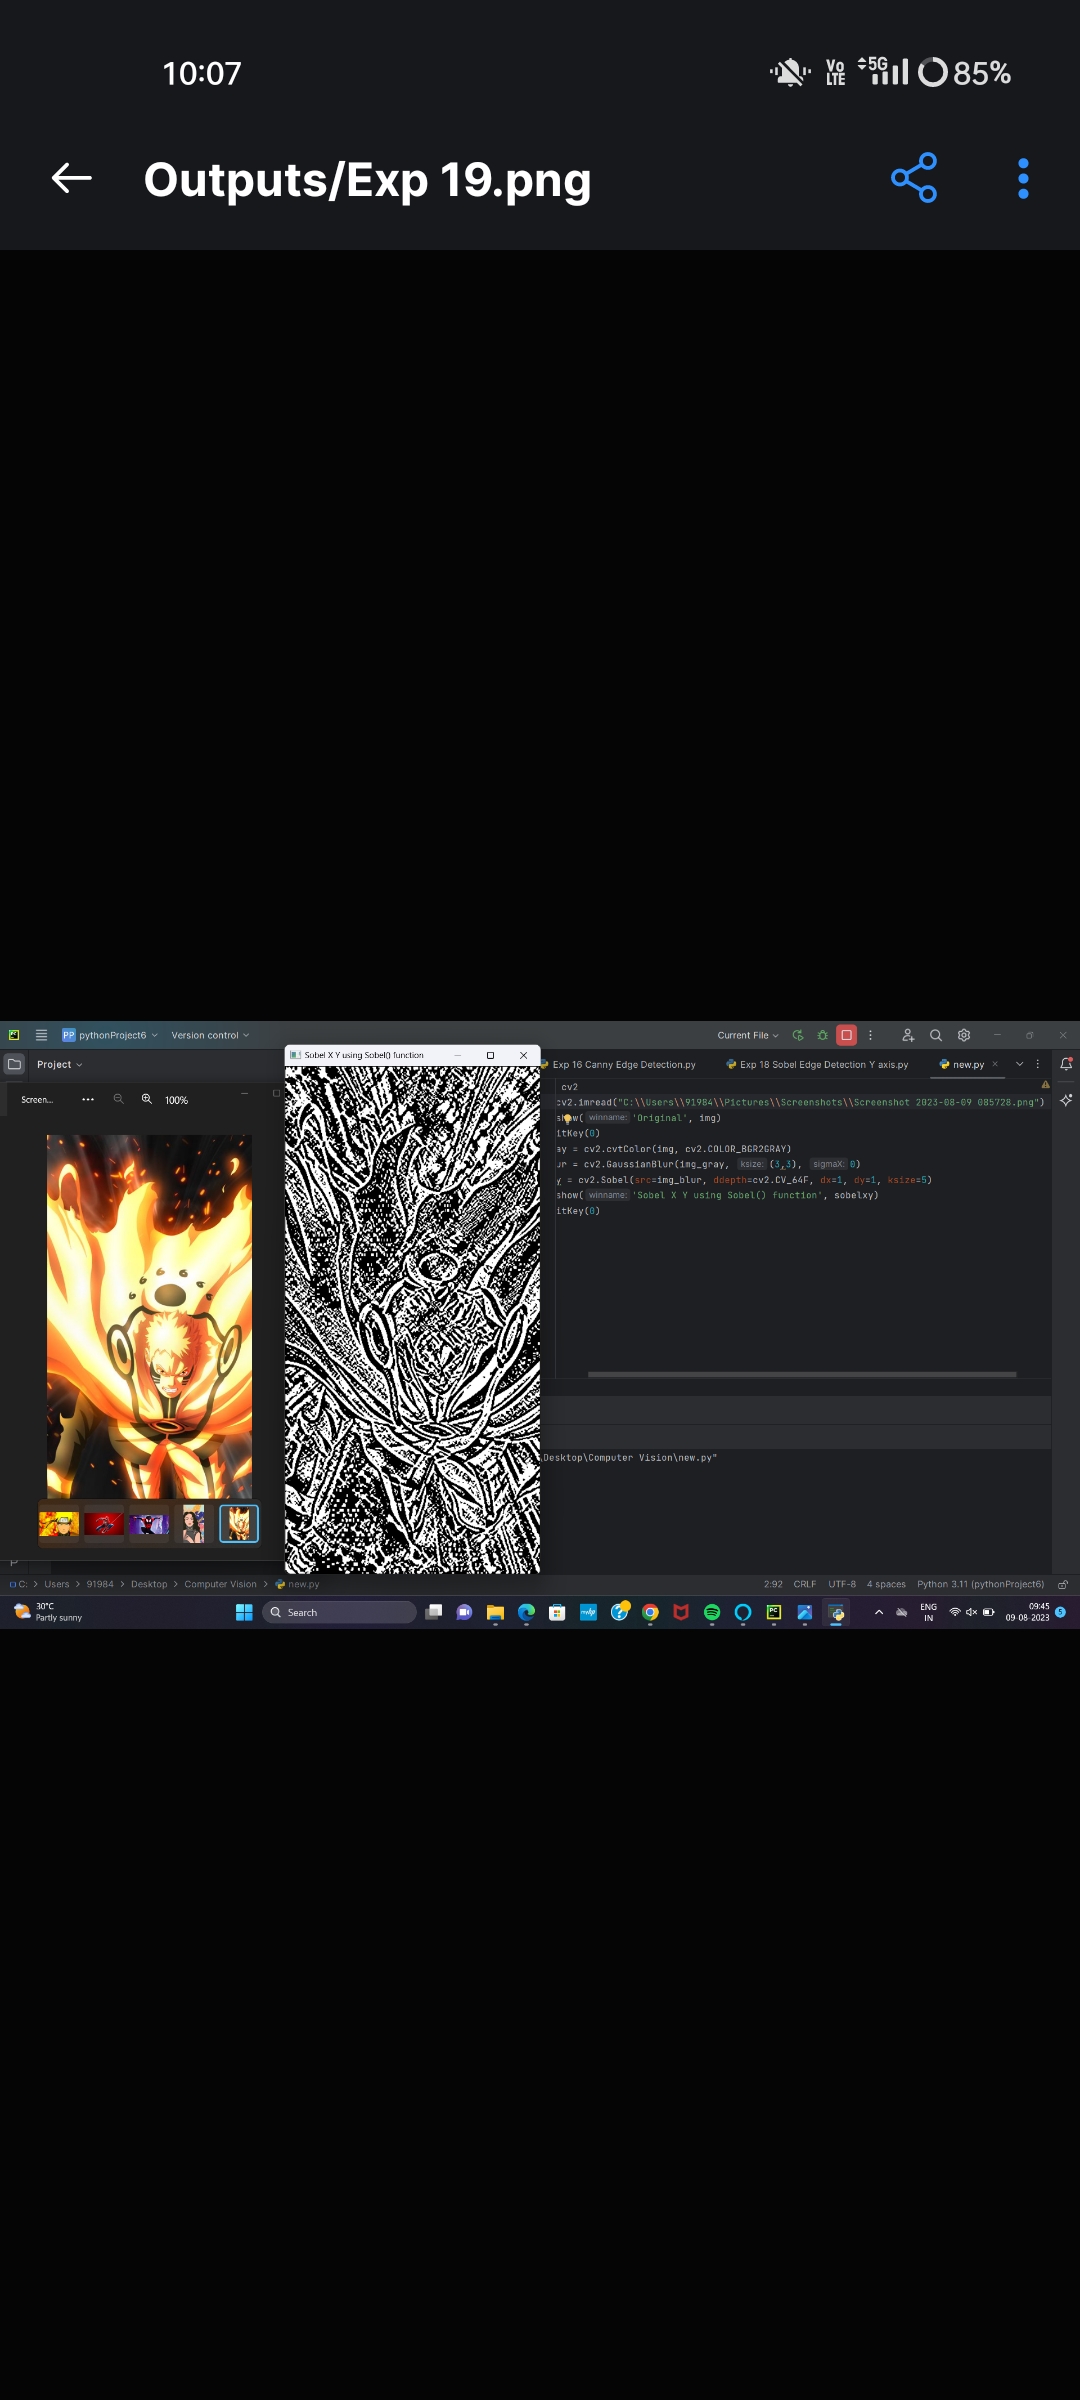 10:07
Vo LTE 5G 85%
Outputs/Exp 19.png
PP pythonProject6 Version control Current File
Project
Sobel X Y using Sobel() function
Exp 16 Canny Edge Detection.py Exp 18 Sobel Edge Detection Y axis.py new.py
Screen... 100%
cv2
cv2.imread("C:\\Users\\91984\\Pictures\\Screenshots\\Screenshot 2023-08-09 085728.png")
winname: 'Original', img)
itKey(0)
ay = cv2.cvtColor(img, cv2.COLOR_BGR2GRAY)
ur = cv2.GaussianBlur(img_gray, ksize: (3,3), sigmaX: 0)
y = cv2.Sobel(src=img_blur, ddepth=cv2.CV_64F, dx=1, dy=1, ksize=5)
show( winname: 'Sobel X Y using Sobel() function', sobelxy)
itKey(0)
\Desktop\Computer Vision\new.py"
C: > Users > 91984 > Desktop > Computer Vision > new.py
2:92 CRLF UTF-8 4 spaces Python 3.11 (pythonProject6)
30°C
Partly sunny
Search
ENG
IN
09:45
09-08-2023
5